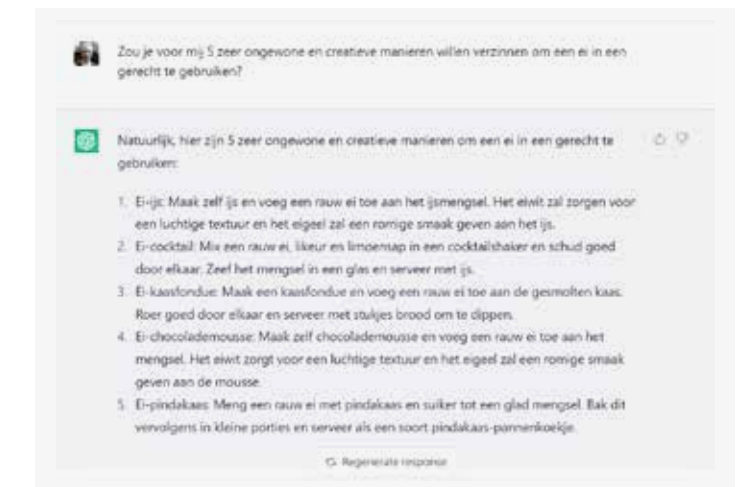 Zou je voor mij 5 zeer ongewone en creatieve manieren willen verzinnen om een ei in een
gerecht te gebruiken?
Natuurlijk, hier zijn 5 zeer ongewone en creatieve manieren om een ei in een gerecht te
gebruiken:
1. Ei-ijs: Maak zelf ijs en voeg een rauw ei toe aan het ijsmengsel. Het eiwit zal zorgen voor
een luchtige textuur en het eigeel zal een romige smaak geven aan het ijs.
2. Ei-cocktail: Mix een rauw ei, likeur en limoensap in een cocktailshaker en schud goed
door elkaar. Zeef het mengsel in een glas en serveer met ijs.
3. Ei-kaasfondue: Maak een kaasfondue en voeg een rauw ei toe aan de gesmolten kaas.
Roer goed door elkaar en serveer met stukjes brood om te dippen.
4. Ei-chocolademousse: Maak zelf chocolademousse en voeg een rauw ei toe aan het
mengsel. Het eiwit zorgt voor een luchtige textuur en het eigeel zal een romige smaak
geven aan de mousse.
5. Ei-pindakaas: Meng een rauw ei met pindakaas en suiker tot een glad mengsel. Bak dit
vervolgens in kleine porties en serveer als een soort pindakaas-pannenkoekje.
Regenerate response